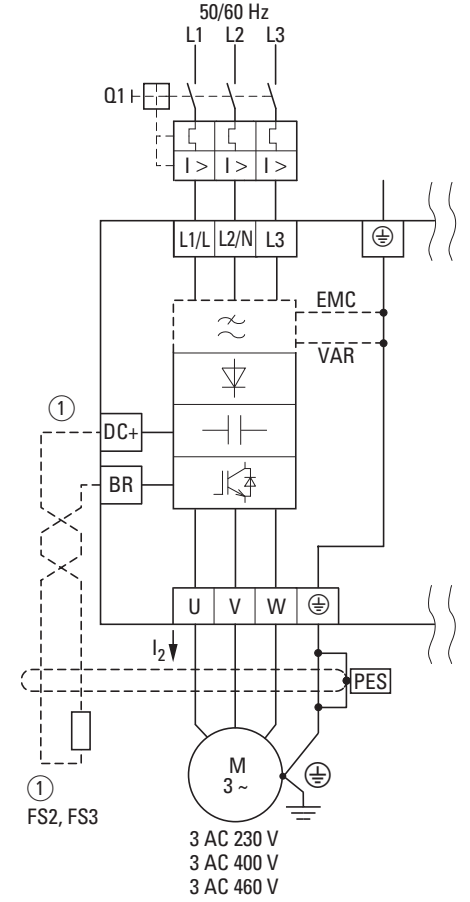 50/60 Hz
L1 L2 L3
Q1
I > I > I >
L1/L L2/N L3
EMC
VAR
1
DC+
BR
U V W
I2
PES
M
3 ~
1
FS2, FS3
3 AC 230 V
3 AC 400 V
3 AC 460 V